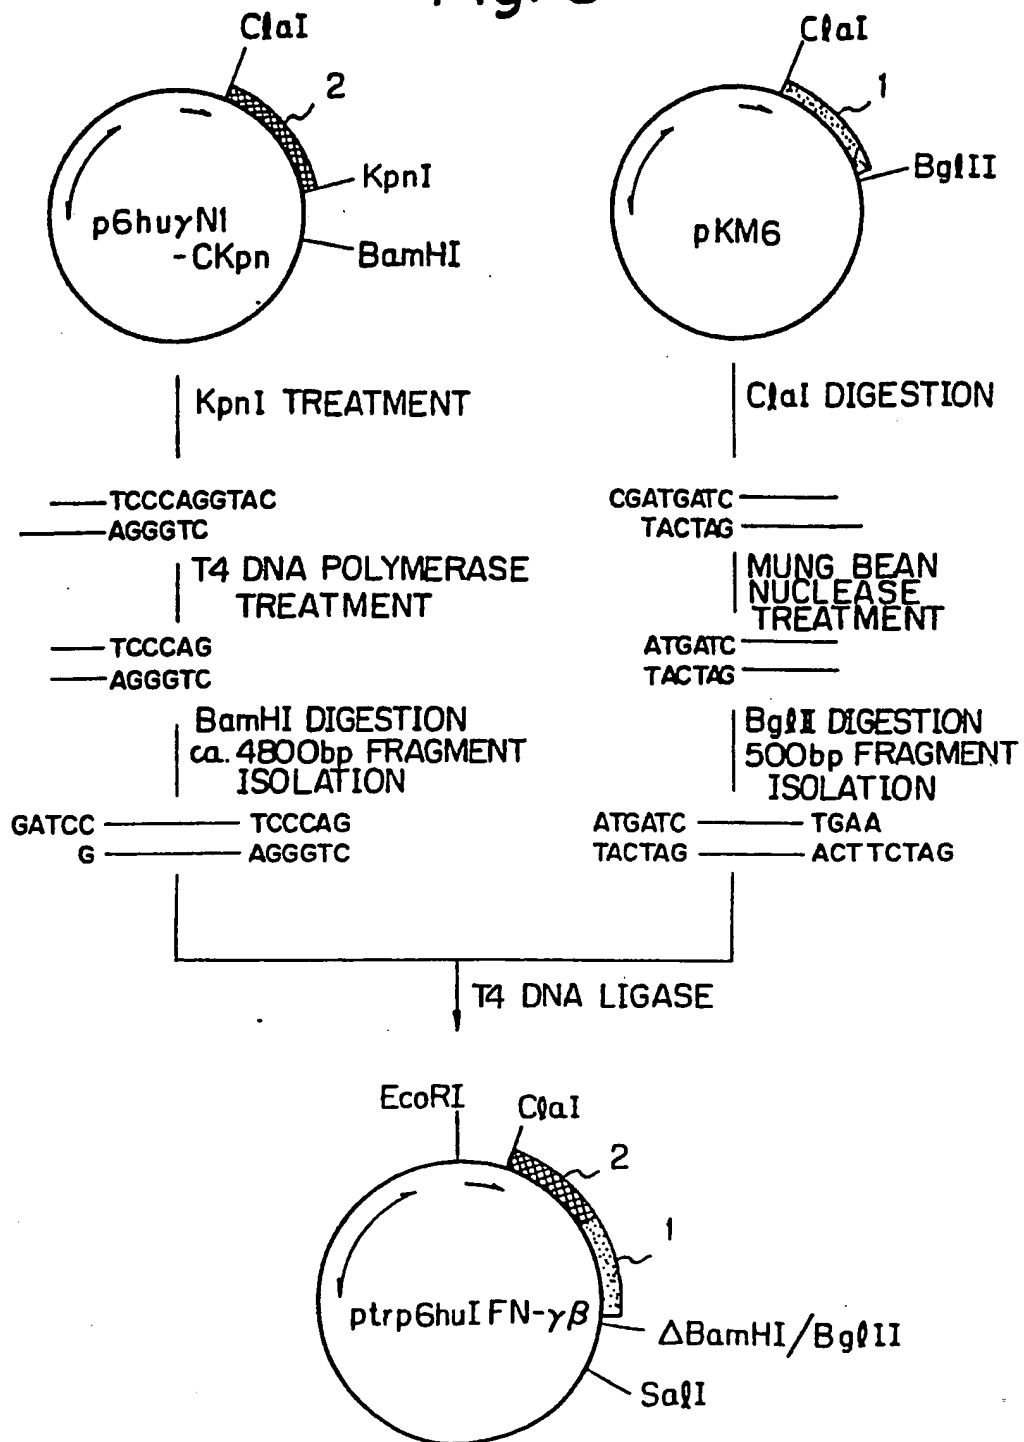 ClaI
2
KpnI
p6huγN1
-CKpn
BamHI
ClaI
1
BglII
pKM6
KpnI TREATMENT
ClaI DIGESTION
TCCCAGGTAC
AGGGTC
CGATGATC
TACTAG
T4 DNA POLYMERASE
TREATMENT
MUNG BEAN
NUCLEASE
TREATMENT
TCCCAG
AGGGTC
ATGATC
TACTAG
BamHI DIGESTION
ca. 4800bp FRAGMENT
ISOLATION
BglII DIGESTION
500bp FRAGMENT
ISOLATION
GATCC TCCCAG
G AGGGTC
ATGATC TGAA
TACTAG ACTTCTAG
T4 DNA LIGASE
EcoRI
ClaI
2
1
ptrp6huIFN-γβ
ΔBamHI/BglII
SalI